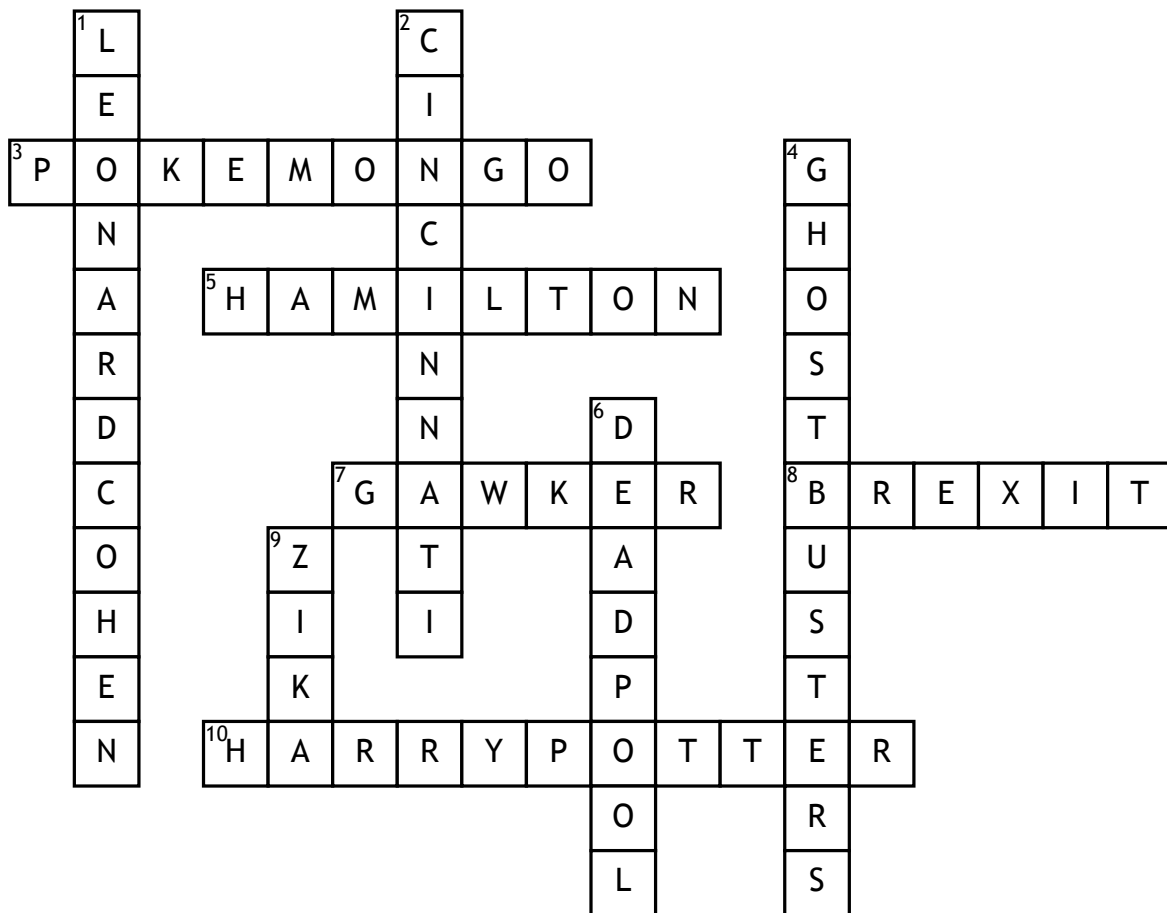 1 L 2 C
E I
3 P O K E M O N G O 4 G
N C H
A 5 H A M I L T O N O
R N S
D N 6 D T
C 7 G A W K E R 8 B R E X I T
O 9 Z T A U
H I I D S
E K P T
N 10 H A R R Y P O T T E R
O R
L S